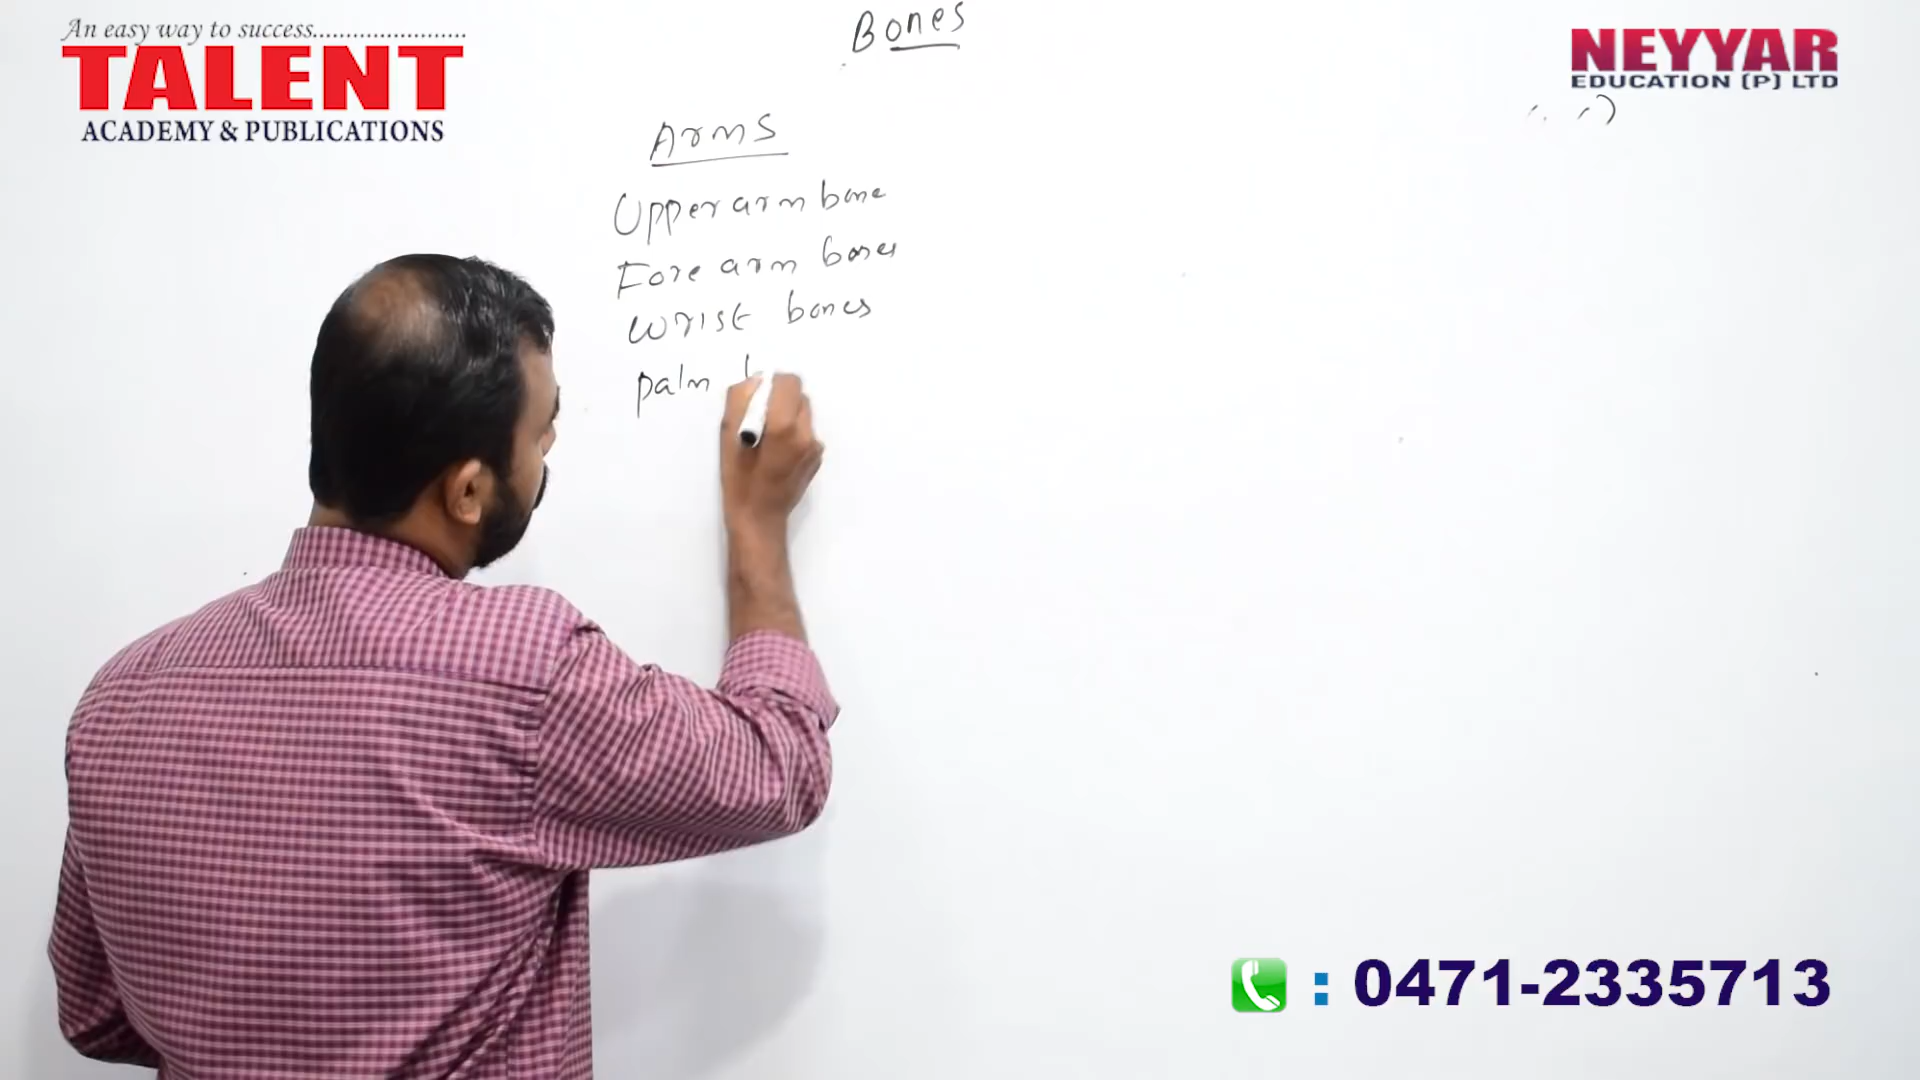 An easy way to success.......................
TALENT
ACADEMY & PUBLICATIONS
NEYYAR
EDUCATION (P) LTD
Bones
Arms
Upper arm bone
Fore arm bones
Wrist bones
palm
: 0471-2335713